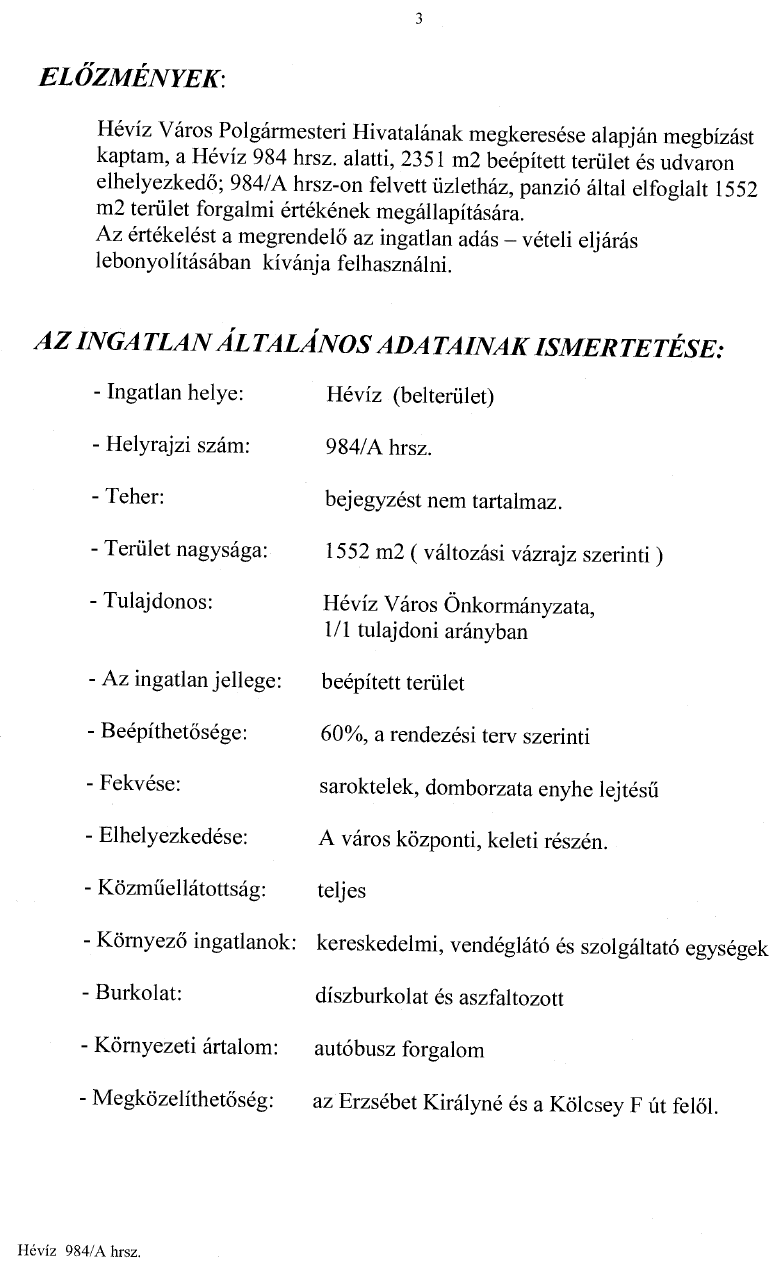 3
ELŐZMÉNYEK:
Hévíz Város Polgármesteri Hivatalának megkeresése alapján megbízást
kaptam, a Hévíz 984 hrsz. alatti, 2351 m2 beépített terület és udvaron
elhelyezkedő; 984/A hrsz-on felvett üzletház, panzió által elfoglalt 1552
m2 terület forgalmi értékének megállapítására.
Az értékelést a megrendelő az ingatlan adás – vételi eljárás
lebonyolításában kívánja felhasználni.
AZ INGATLAN ÁLTALÁNOS ADATAINAK ISMERTETÉSE:
- Ingatlan helye: Hévíz (belterület)
- Helyrajzi szám: 984/A hrsz.
- Teher: bejegyzést nem tartalmaz.
- Terület nagysága: 1552 m2 ( változási vázrajz szerinti )
- Tulajdonos: Hévíz Város Önkormányzata,
1/1 tulajdoni arányban
- Az ingatlan jellege: beépített terület
- Beépíthetősége: 60%, a rendezési terv szerinti
- Fekvése: saroktelek, domborzata enyhe lejtésű
- Elhelyezkedése: A város központi, keleti részén.
- Közműellátottság: teljes
- Környező ingatlanok: kereskedelmi, vendéglátó és szolgáltató egységek
- Burkolat: díszburkolat és aszfaltozott
- Környezeti ártalom: autóbusz forgalom
- Megközelíthetőség: az Erzsébet Királyné és a Kölcsey F út felől.
Hévíz 984/A hrsz.